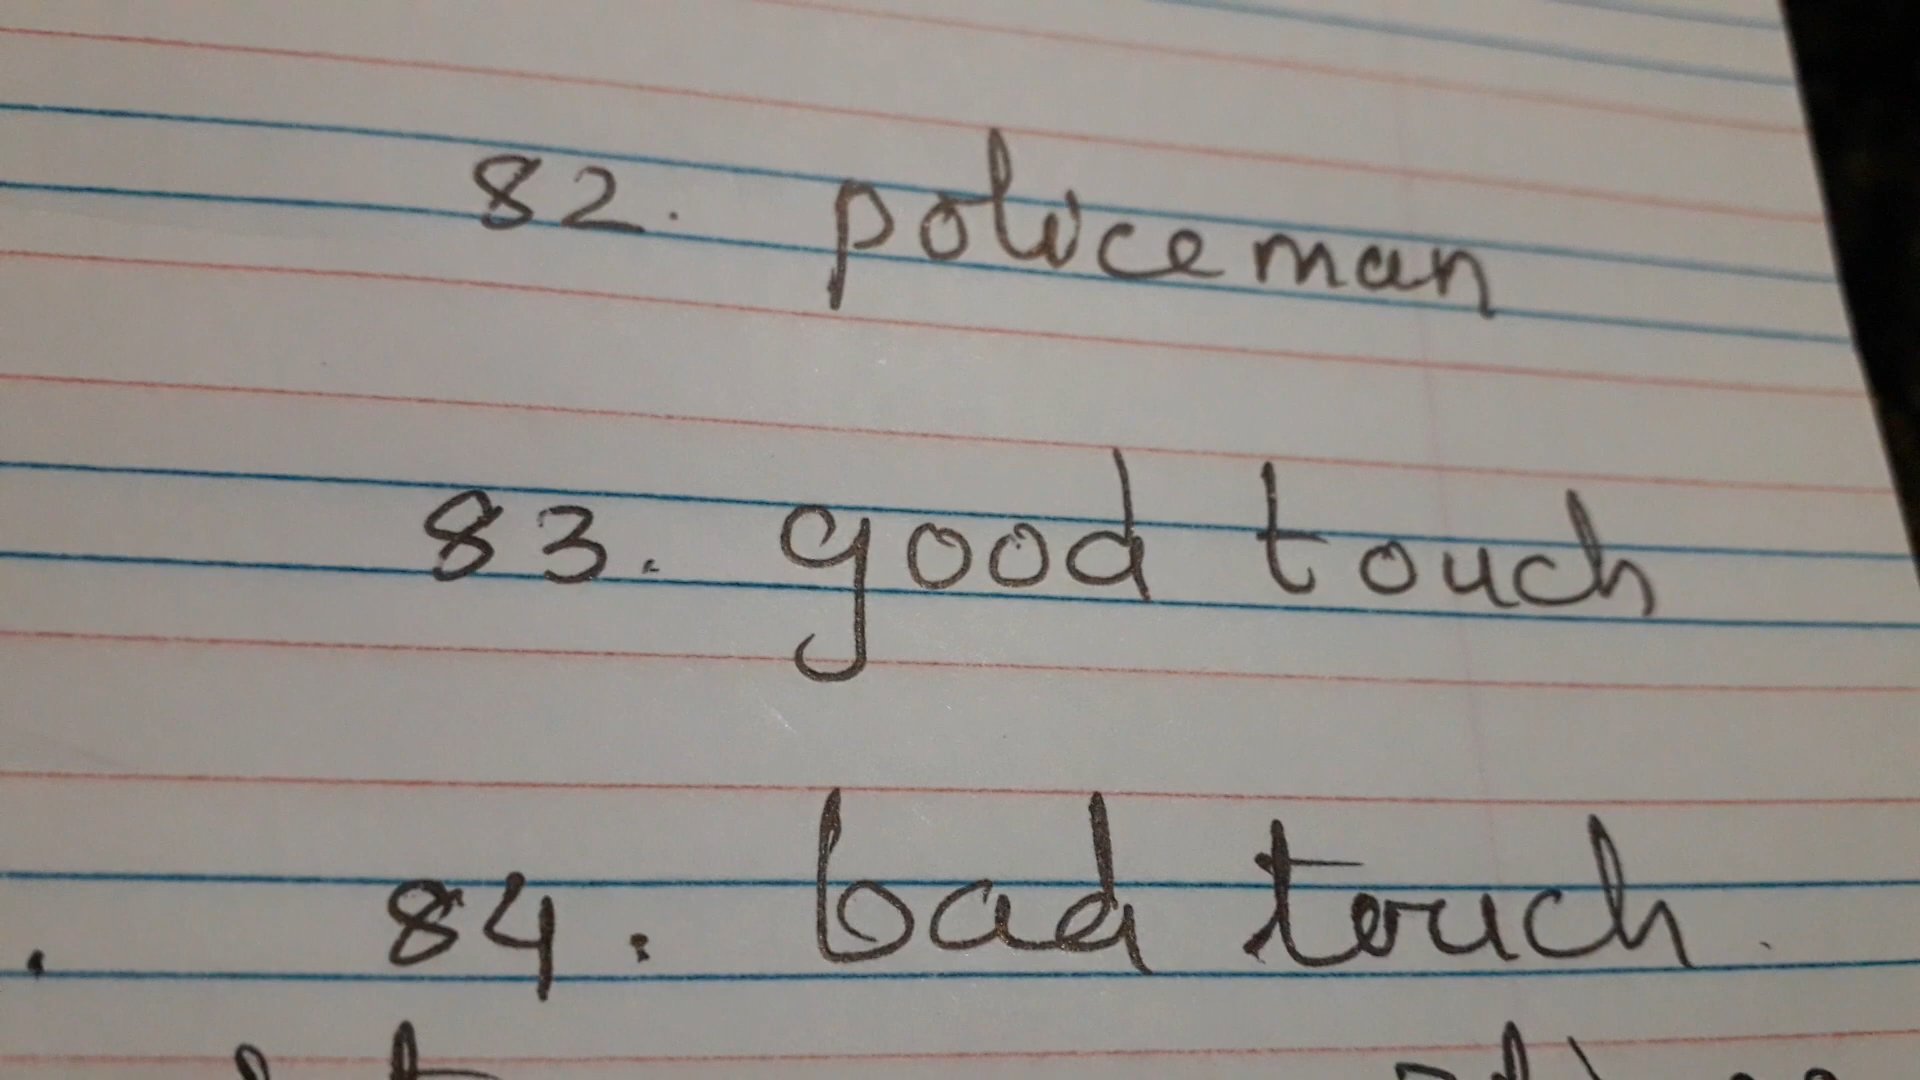 82. policeman
83. good touch
84. bad touch.